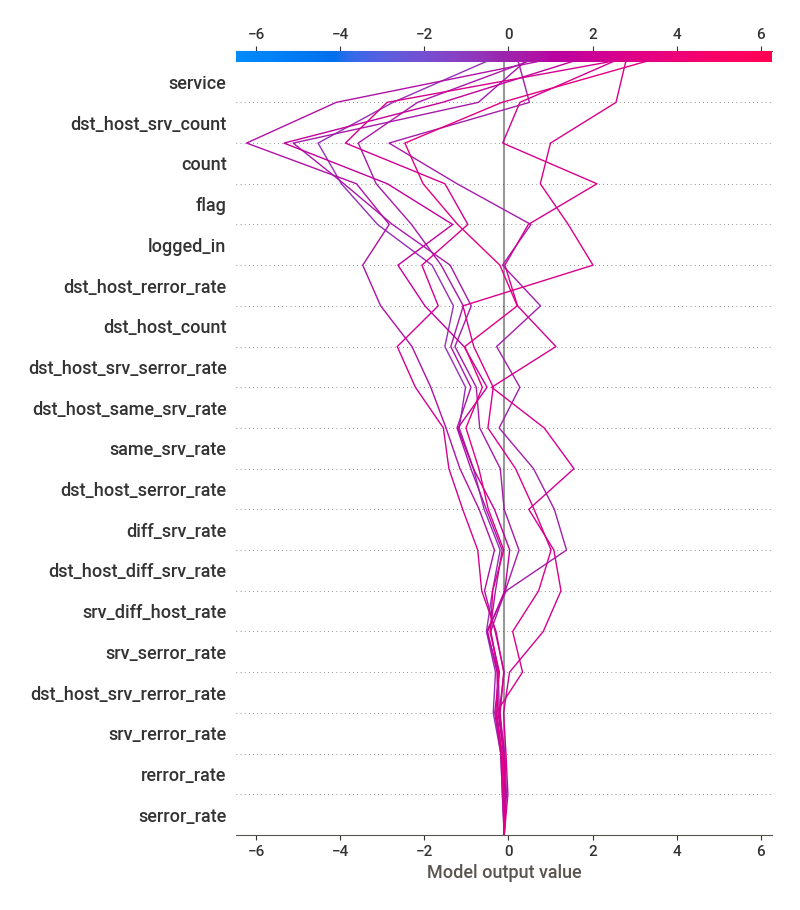 −6 −4 −2 0 2 4 6
service
dst_host_srv_count
count
flag
logged_in
dst_host_rerror_rate
dst_host_count
dst_host_srv_serror_rate
dst_host_same_srv_rate
same_srv_rate
dst_host_serror_rate
diff_srv_rate
dst_host_diff_srv_rate
srv_diff_host_rate
srv_serror_rate
dst_host_srv_rerror_rate
srv_rerror_rate
rerror_rate
serror_rate
−6 −4 −2 0 2 4 6
Model output value